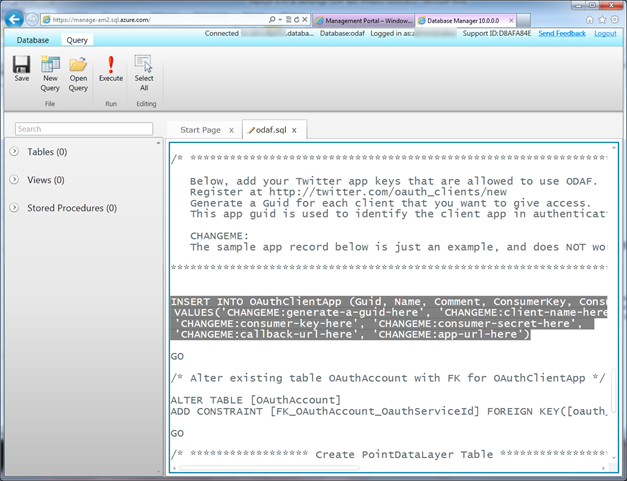 https://manage-am2.sql.azure.com/
Management Portal – Window...
Database Manager 10.0.0.0
Database
Query
Connected
.databa...
Database:odaf
Logged in as:
Support ID:D8AFA84E
Send Feedback
Logout
Save
New Query
Open Query
Execute
Select All
File
Run
Editing
Search
Tables (0)
Views (0)
Stored Procedures (0)
Start Page x
odaf.sql x
/* ****************************************************************
Below, add your Twitter app keys that are allowed to use ODAF.
Register at http://twitter.com/oauth_clients/new
Generate a Guid for each client that you want to give access.
This app guid is used to identify the client app in authenticat
CHANGEME:
The sample app record below is just an example, and does NOT wo
*******************************************************************
INSERT INTO OAuthClientApp (Guid, Name, Comment, ConsumerKey, Consu
VALUES('CHANGEME:generate-a-guid-here', 'CHANGEME:client-name-here
'CHANGEME:consumer-key-here', 'CHANGEME:consumer-secret-here',
'CHANGEME:callback-url-here', 'CHANGEME:app-url-here')
GO
/* Alter existing table OAuthAccount with FK for OAuthClientApp */
ALTER TABLE [OAuthAccount]
ADD CONSTRAINT [FK_OAuthAccount_OauthServiceId] FOREIGN KEY([oauth_
GO
/* ****************** Create PointDataLayer Table *****************